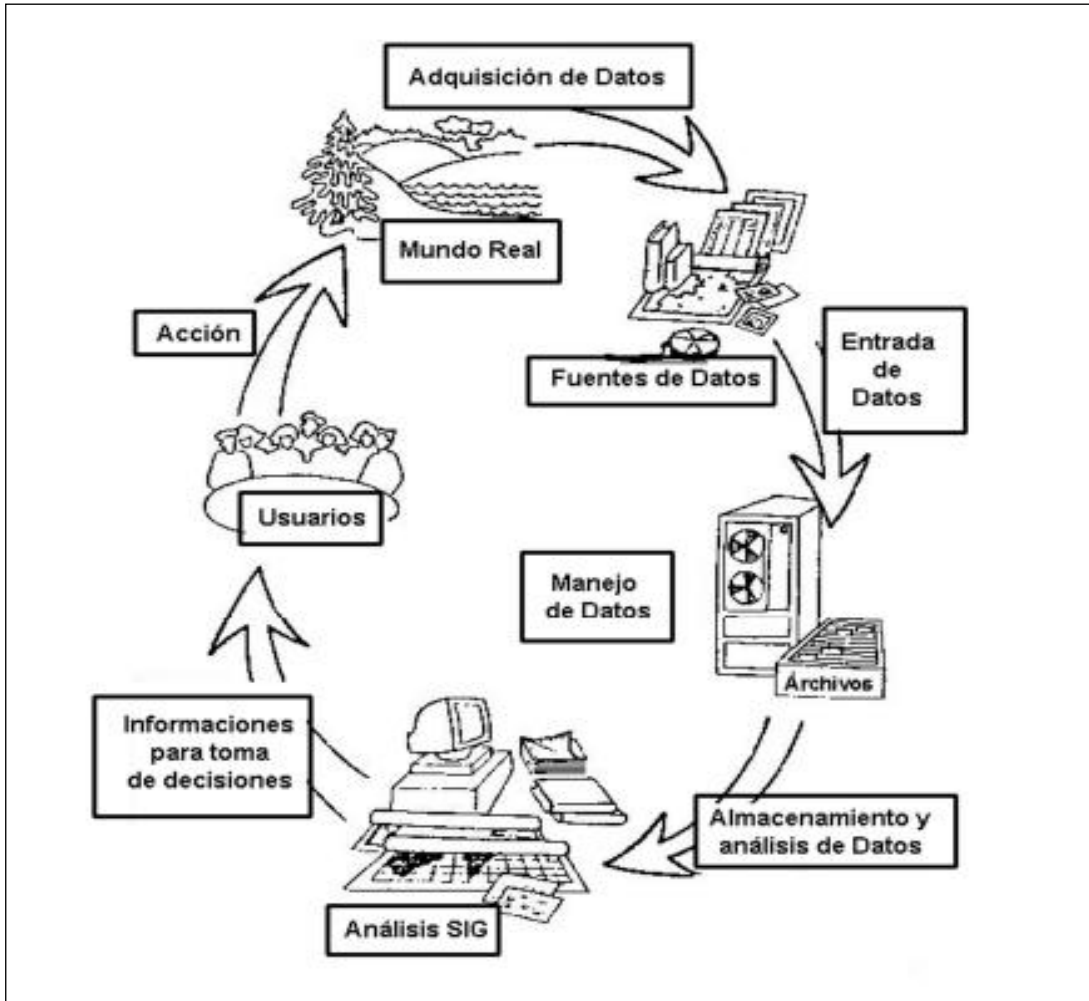 Adquisición de Datos
Mundo Real
Acción
Fuentes de Datos
Entrada
de
Datos
Usuarios
Manejo
de Datos
Archivos
Informaciones
para toma
de decisiones
Almacenamiento y
análisis de Datos
Análisis SIG